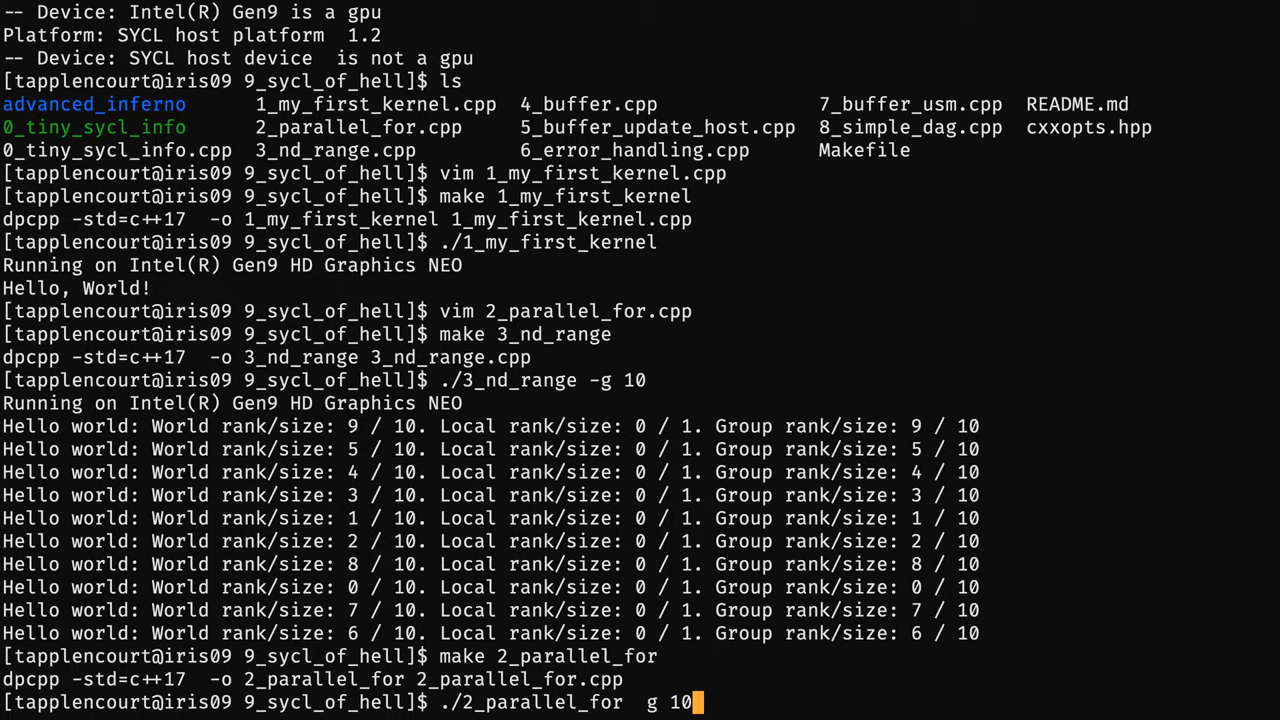 -- Device: Intel(R) Gen9 is a gpu
Platform: SYCL host platform  1.2
-- Device: SYCL host device  is not a gpu
[tapplencourt@iris09 9_sycl_of_hell]$ ls
advanced_inferno      1_my_first_kernel.cpp  4_buffer.cpp              7_buffer_usm.cpp  README.md
0_tiny_sycl_info      2_parallel_for.cpp     5_buffer_update_host.cpp  8_simple_dag.cpp  cxxopts.hpp
0_tiny_sycl_info.cpp  3_nd_range.cpp         6_error_handling.cpp      Makefile
[tapplencourt@iris09 9_sycl_of_hell]$ vim 1_my_first_kernel.cpp
[tapplencourt@iris09 9_sycl_of_hell]$ make 1_my_first_kernel
dpcpp -std=c++17  -o 1_my_first_kernel 1_my_first_kernel.cpp
[tapplencourt@iris09 9_sycl_of_hell]$ ./1_my_first_kernel
Running on Intel(R) Gen9 HD Graphics NEO
Hello, World!
[tapplencourt@iris09 9_sycl_of_hell]$ vim 2_parallel_for.cpp
[tapplencourt@iris09 9_sycl_of_hell]$ make 3_nd_range
dpcpp -std=c++17  -o 3_nd_range 3_nd_range.cpp
[tapplencourt@iris09 9_sycl_of_hell]$ ./3_nd_range -g 10
Running on Intel(R) Gen9 HD Graphics NEO
Hello world: World rank/size: 9 / 10. Local rank/size: 0 / 1. Group rank/size: 9 / 10
Hello world: World rank/size: 5 / 10. Local rank/size: 0 / 1. Group rank/size: 5 / 10
Hello world: World rank/size: 4 / 10. Local rank/size: 0 / 1. Group rank/size: 4 / 10
Hello world: World rank/size: 3 / 10. Local rank/size: 0 / 1. Group rank/size: 3 / 10
Hello world: World rank/size: 1 / 10. Local rank/size: 0 / 1. Group rank/size: 1 / 10
Hello world: World rank/size: 2 / 10. Local rank/size: 0 / 1. Group rank/size: 2 / 10
Hello world: World rank/size: 8 / 10. Local rank/size: 0 / 1. Group rank/size: 8 / 10
Hello world: World rank/size: 0 / 10. Local rank/size: 0 / 1. Group rank/size: 0 / 10
Hello world: World rank/size: 7 / 10. Local rank/size: 0 / 1. Group rank/size: 7 / 10
Hello world: World rank/size: 6 / 10. Local rank/size: 0 / 1. Group rank/size: 6 / 10
[tapplencourt@iris09 9_sycl_of_hell]$ make 2_parallel_for
dpcpp -std=c++17  -o 2_parallel_for 2_parallel_for.cpp
[tapplencourt@iris09 9_sycl_of_hell]$ ./2_parallel_for  g 10